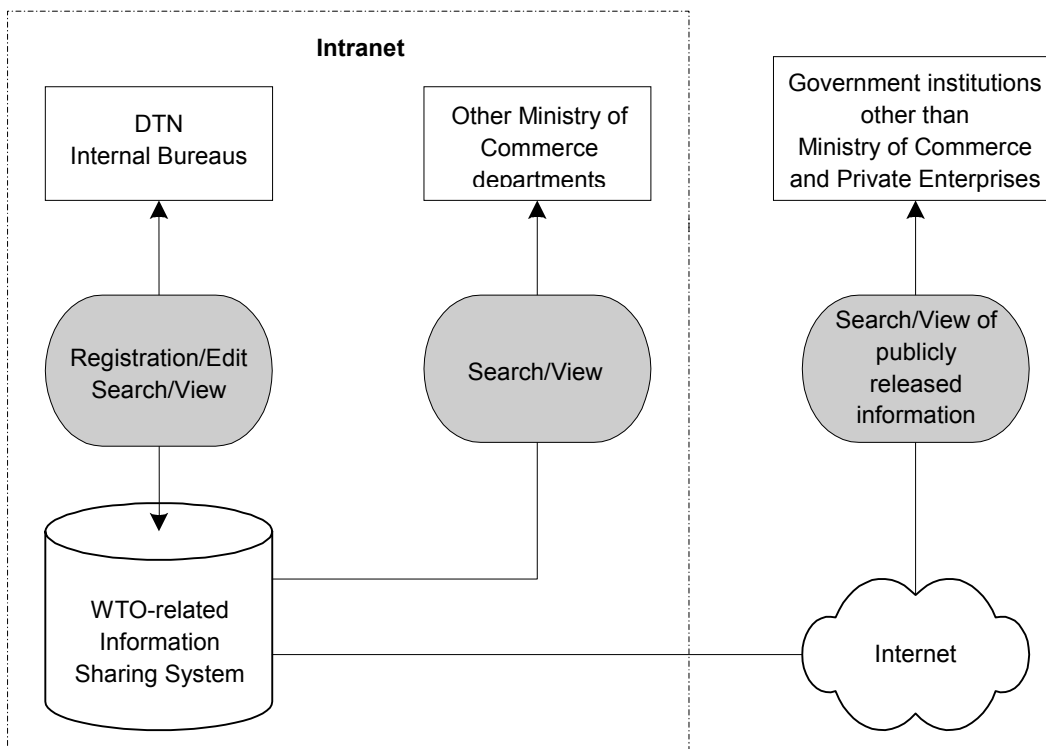 Intranet
DTN
Internal Bureaus
Other Ministry of
Commerce
departments
Government institutions
other than
Ministry of Commerce
and Private Enterprises
Registration/Edit
Search/View
Search/View
Search/View of
publicly
released
information
WTO-related
Information
Sharing System
Internet